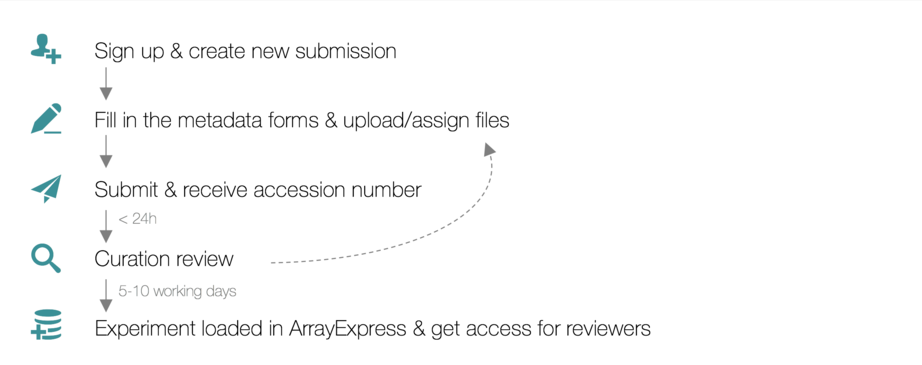 Sign up & create new submission
Fill in the metadata forms & upload/assign files
Submit & receive accession number
< 24h
Curation review
5-10 working days
Experiment loaded in ArrayExpress & get access for reviewers